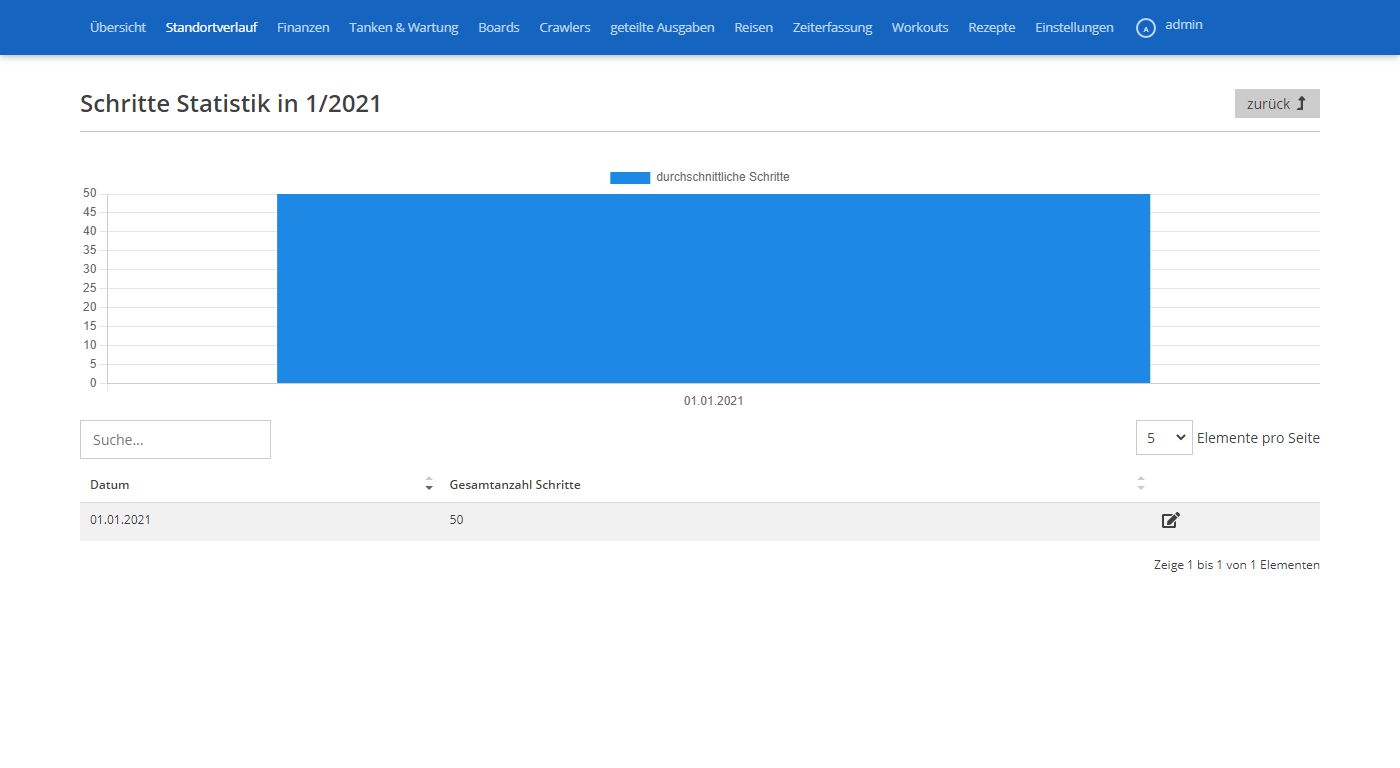 Übersicht Standortverlauf Finanzen Tanken & Wartung Boards Crawlers geteilte Ausgaben Reisen Zeiterfassung Workouts Rezepte Einstellungen A admin
Schritte Statistik in 1/2021 zurück
durchschnittliche Schritte
50
45
40
35
30
25
20
15
10
5
0
01.01.2021
Suche... 5 Elemente pro Seite
Datum Gesamtanzahl Schritte
01.01.2021 50
Zeige 1 bis 1 von 1 Elementen